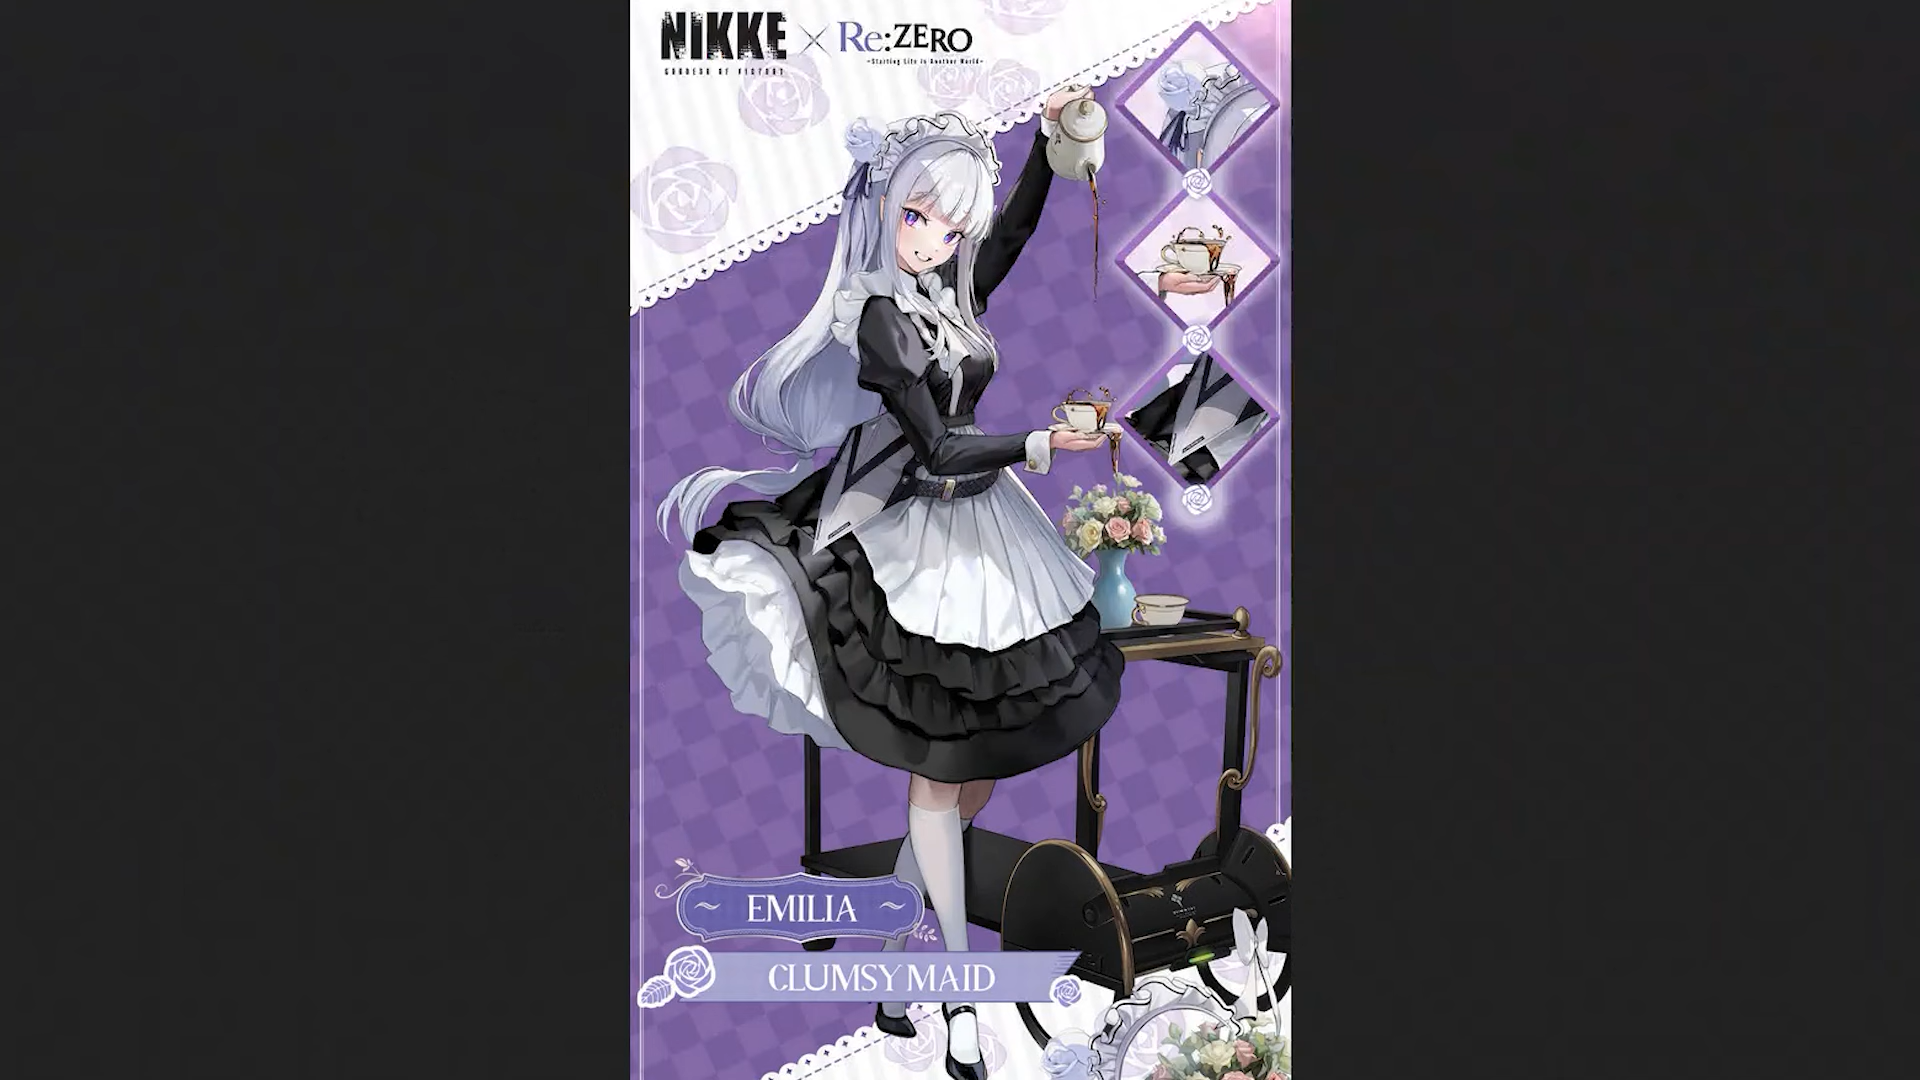 NIKKE
GODDESS OF VICTORY
Re:ZERO
~Starting Life in Another World~
EMILIA
CLUMSY MAID